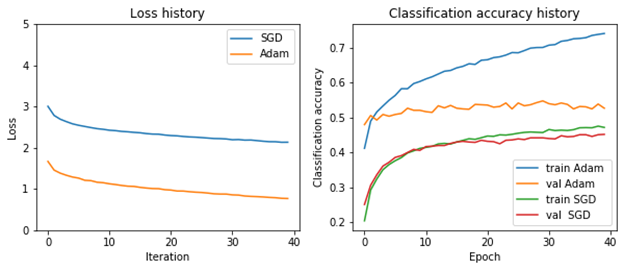 Loss history
5
4
3
2
1
0
Loss
0 10 20 30 40
Iteration
SGD
Adam
Classification accuracy history
0.7
0.6
0.5
0.4
0.3
0.2
Classification accuracy
0 10 20 30 40
Epoch
train Adam
val Adam
train SGD
val SGD